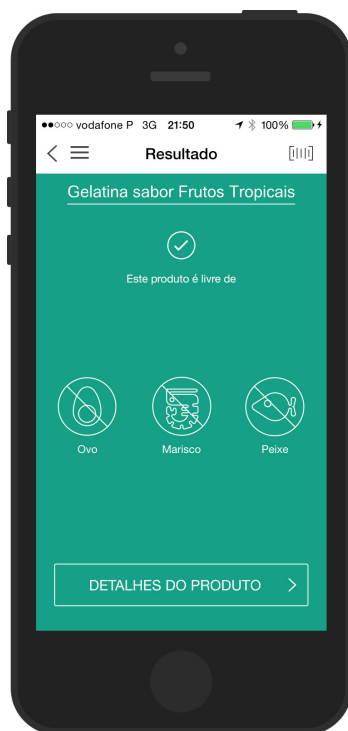 vodafone P 3G 21:50 100%
Resultado
Gelatina sabor Frutos Tropicais
Este produto é livre de
Ovo Marisco Peixe
DETALHES DO PRODUTO